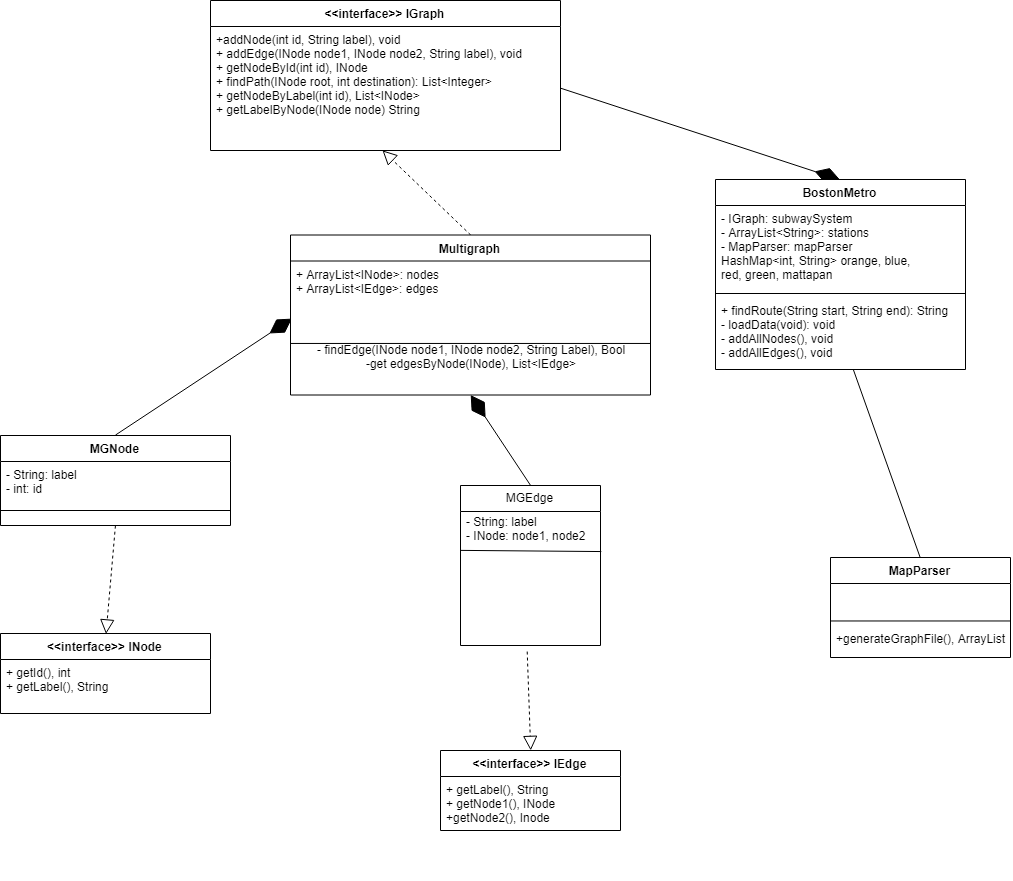 <<interface>> IGraph
+addNode(int id, String label), void
+ addEdge(INode node1, INode node2, String label), void
+ getNodeById(int id), INode
+ findPath(INode root, int destination): List<Integer>
+ getNodeByLabel(int id), List<INode>
+ getLabelByNode(INode node) String
BostonMetro
- IGraph: subwaySystem
- ArrayList<String>: stations
- MapParser: mapParser
HashMap<int, String> orange, blue,
red, green, mattapan
+ findRoute(String start, String end): String
- loadData(void): void
- addAllNodes(), void
- addAllEdges(), void
Multigraph
+ ArrayList<INode>: nodes
+ ArrayList<IEdge>: edges
- findEdge(INode node1, INode node2, String Label), Bool
-get edgesByNode(INode), List<IEdge>
MGNode
- String: label
- int: id
MGEdge
- String: label
- INode: node1, node2
MapParser
+generateGraphFile(), ArrayList
<<interface>> INode
+ getId(), int
+ getLabel(), String
<<interface>> IEdge
+ getLabel(), String
+ getNode1(), INode
+getNode2(), Inode